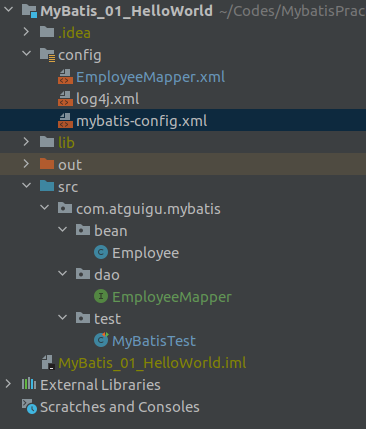 MyBatis_01_HelloWorld ~/Codes/MybatisPrac
.idea
config
EmployeeMapper.xml
log4j.xml
mybatis-config.xml
lib
out
src
com.atguigu.mybatis
bean
Employee
dao
EmployeeMapper
test
MyBatisTest
MyBatis_01_HelloWorld.iml
External Libraries
Scratches and Consoles